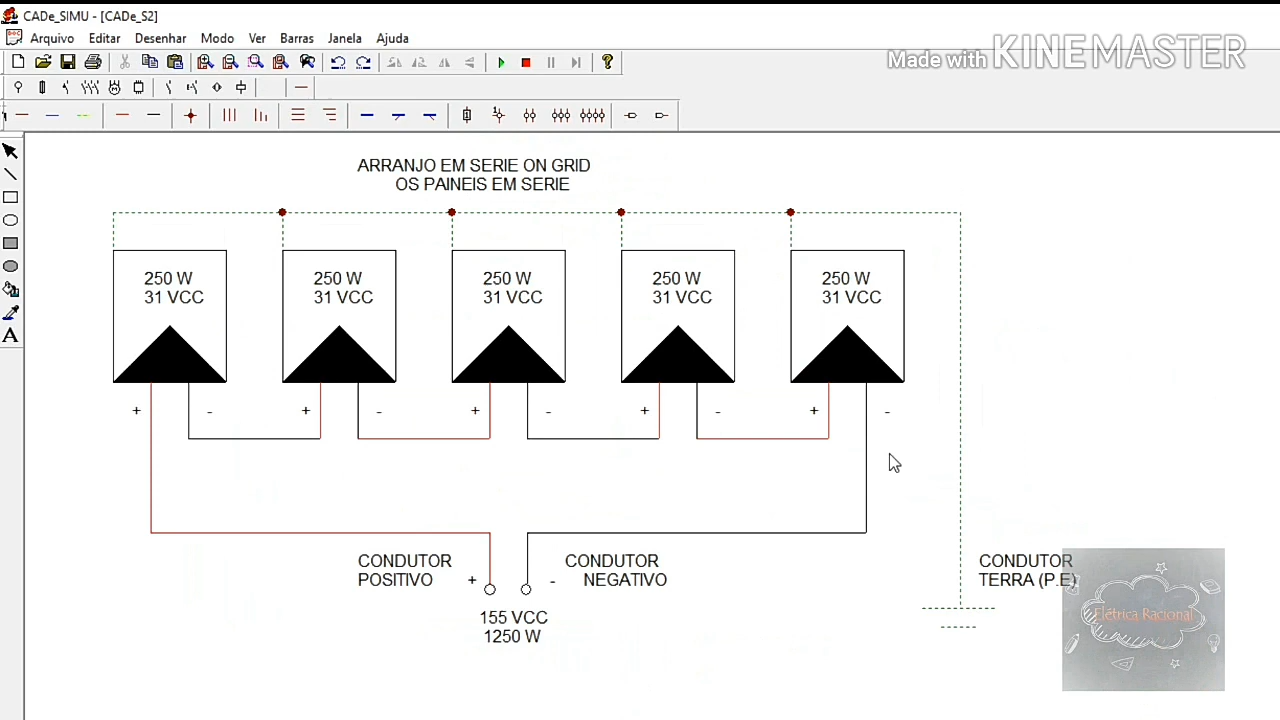 CADe_SIMU - [CADe_S2]
Arquivo Editar Desenhar Modo Ver Barras Janela Ajuda
Made with KINEMASTER
ARRANJO EM SERIE ON GRID
OS PAINEIS EM SERIE
250 W
31 VCC
250 W
31 VCC
250 W
31 VCC
250 W
31 VCC
250 W
31 VCC
+ - + - + - + - + -
CONDUTOR
POSITIVO +
CONDUTOR
- NEGATIVO
155 VCC
1250 W
CONDUTOR
TERRA (P.E)
Elétrica Racional
A